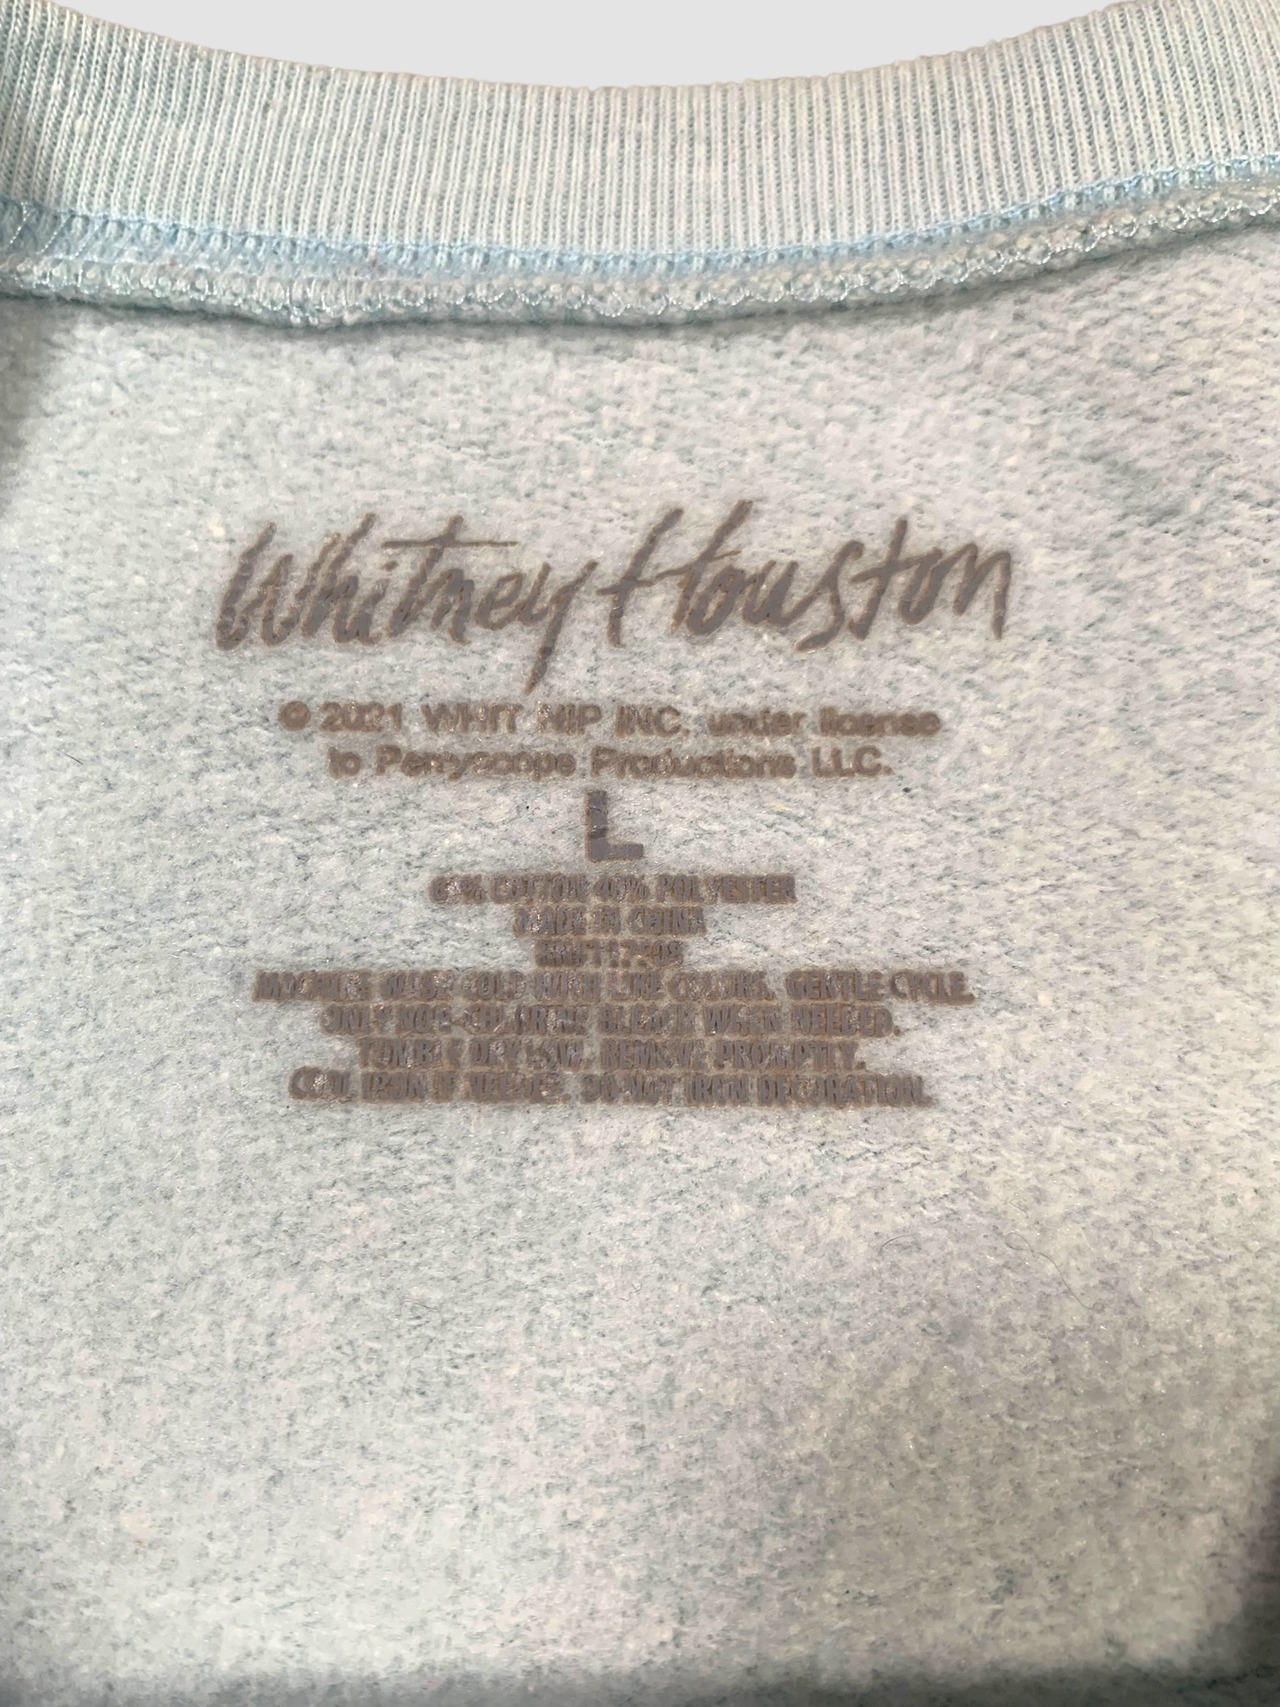 Whitney Houston
© 2021 WHIT NIP INC. under license
to Perryscope Productions LLC.
L
60% COTTON 40% POLYESTER
MADE IN CHINA
MACHINE WASH COLD WITH LIKE COLORS. GENTLE CYCLE.
ONLY NON-CHLORINE BLEACH WHEN NEEDED.
TUMBLE DRY LOW. REMOVE PROMPTLY.
COOL IRON IF NEEDED. DO NOT IRON DECORATION.